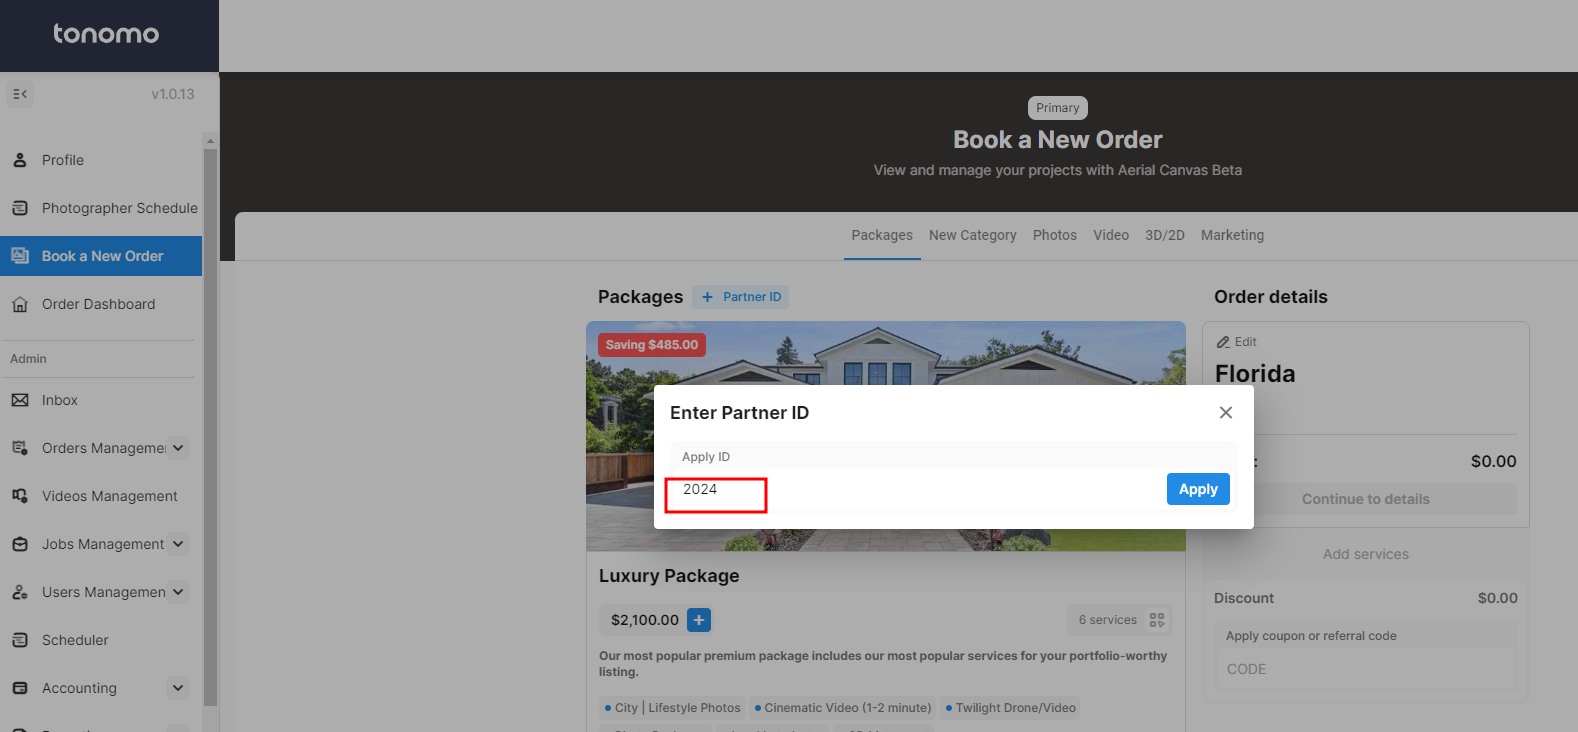 tonomo
v1.0.13
Profile
Photographer Schedule
Book a New Order
Order Dashboard
Admin
Inbox
Orders Managemer
Videos Management
Jobs Management
Users Managemen
Scheduler
Accounting
Primary
Book a New Order
View and manage your projects with Aerial Canvas Beta
Packages New Category Photos Video 3D/2D Marketing
Packages + Partner ID
Saving $485.00
Enter Partner ID
Apply ID
2024
Apply
Luxury Package
$2,100.00 +
6 services
Our most popular premium package includes our most popular services for your portfolio-worthy
listing.
City | Lifestyle Photos Cinematic Video (1-2 minute) Twilight Drone/Video
Order details
Edit
Florida
: $0.00
Continue to details
Add services
Discount $0.00
Apply coupon or referral code
CODE